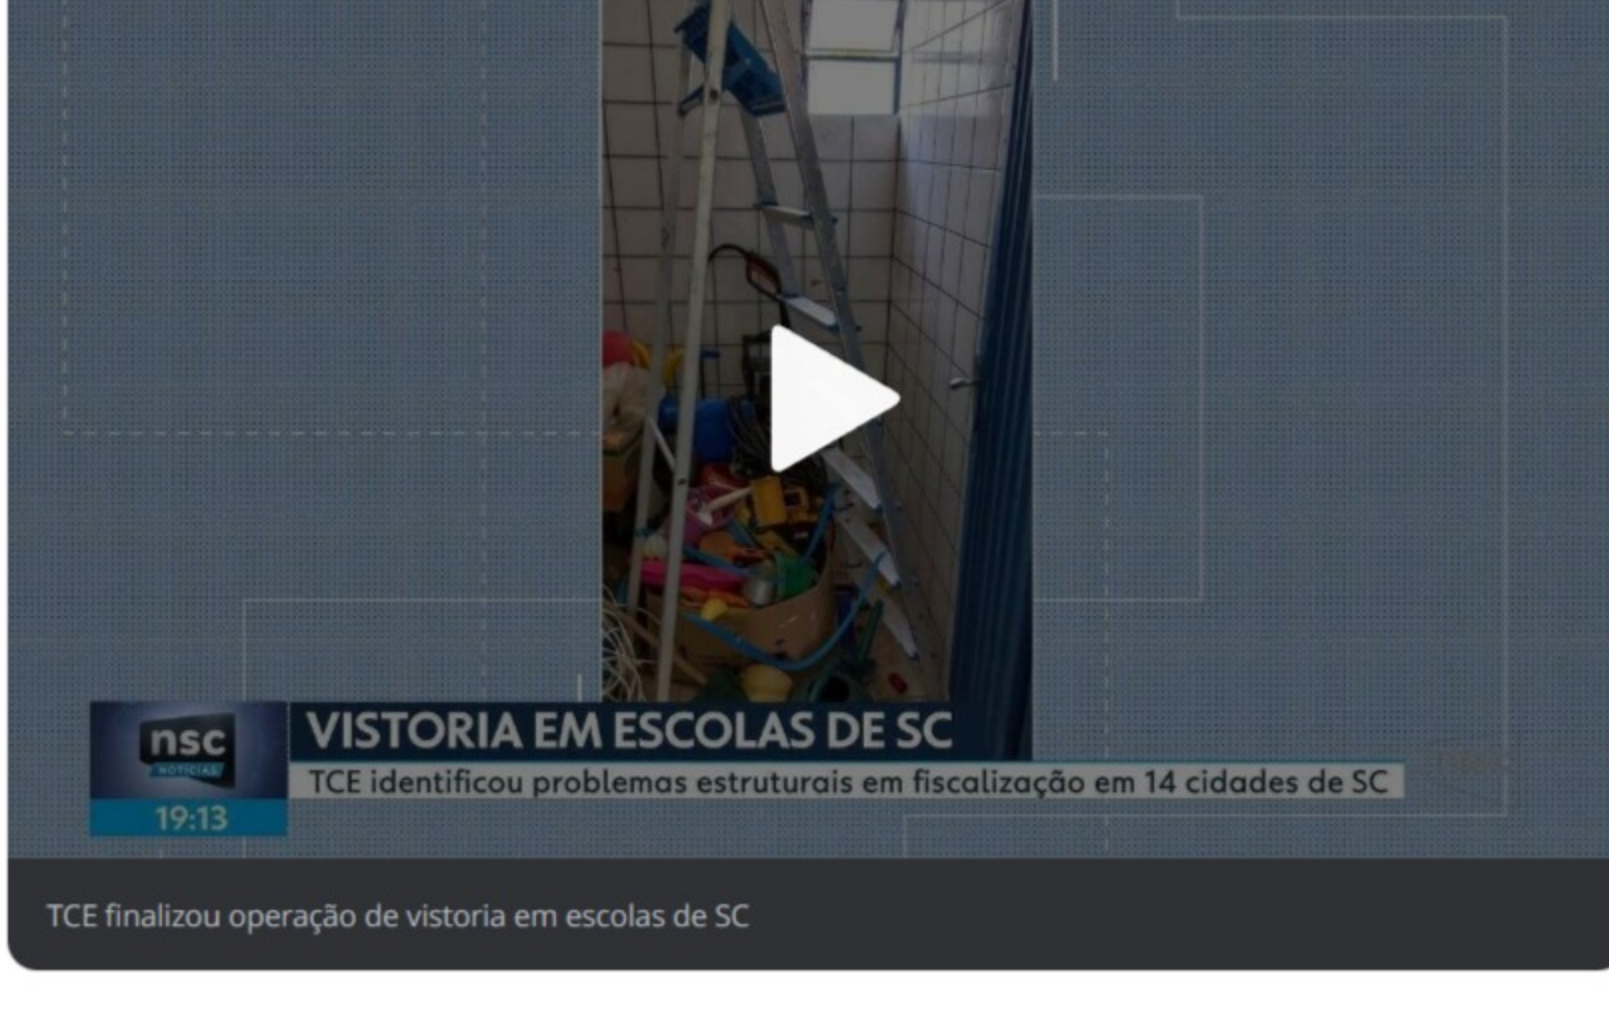 VISTORIA EM ESCOLAS DE SC
nsc
NOTÍCIAS
TCE identificou problemas estruturais em fiscalização em 14 cidades de SC
19:13
TCE finalizou operação de vistoria em escolas de SC